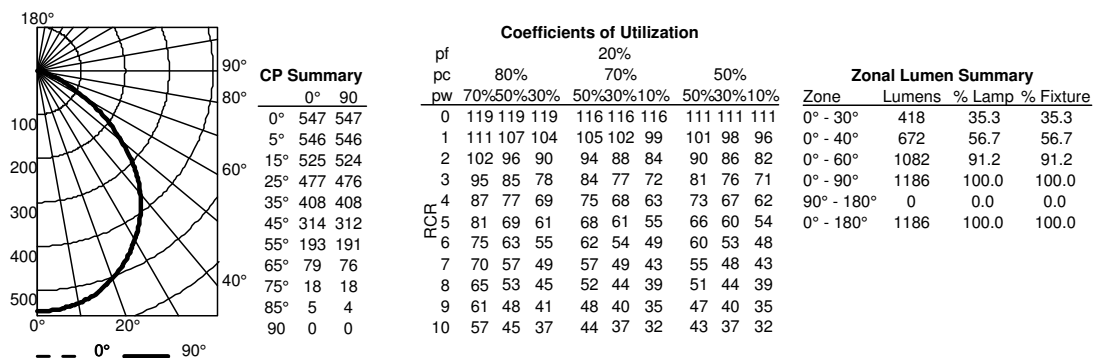 180°
90°
80°
60°
40°
20°
0°
100
200
300
400
500
0° 90°
CP Summary
0° 90
0° 547 547
5° 546 546
15° 525 524
25° 477 476
35° 408 408
45° 314 312
55° 193 191
65° 79 76
75° 18 18
85° 5 4
90 0 0
Coefficients of Utilization
pf 20%
pc 80% 70% 50%
pw 70%50%30% 50%30%10% 50%30%10%
RCR
0 119 119 119 116 116 116 111 111 111
1 111 107 104 105 102 99 101 98 96
2 102 96 90 94 88 84 90 86 82
3 95 85 78 84 77 72 81 76 71
4 87 77 69 75 68 63 73 67 62
5 81 69 61 68 61 55 66 60 54
6 75 63 55 62 54 49 60 53 48
7 70 57 49 57 49 43 55 48 43
8 65 53 45 52 44 39 51 44 39
9 61 48 41 48 40 35 47 40 35
10 57 45 37 44 37 32 43 37 32
Zonal Lumen Summary
Zone Lumens % Lamp % Fixture
0° - 30° 418 35.3 35.3
0° - 40° 672 56.7 56.7
0° - 60° 1082 91.2 91.2
0° - 90° 1186 100.0 100.0
90° - 180° 0 0.0 0.0
0° - 180° 1186 100.0 100.0